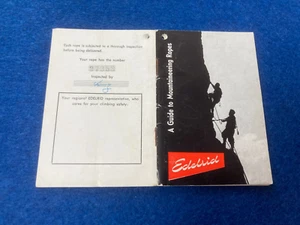 Each rope is subjected to a thorough inspection
before being delivered.
Your rope has the number
Inspected by
Your regional EDELRID representative, who
cares for your climbing safety:
A Guide to Mountaineering Ropes
Edelrid